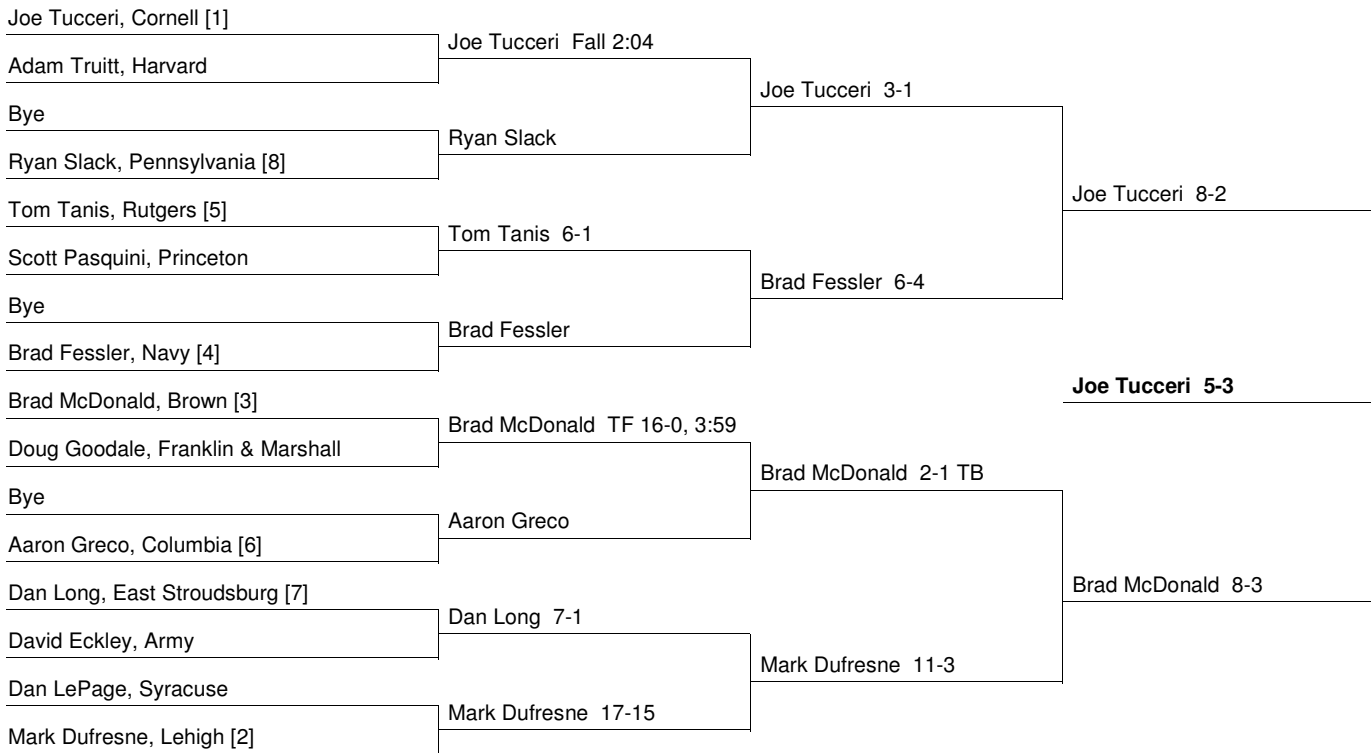 Joe Tucceri, Cornell [1]
Adam Truitt, Harvard
Bye
Ryan Slack, Pennsylvania [8]
Tom Tanis, Rutgers [5]
Scott Pasquini, Princeton
Bye
Brad Fessler, Navy [4]
Brad McDonald, Brown [3]
Doug Goodale, Franklin & Marshall
Bye
Aaron Greco, Columbia [6]
Dan Long, East Stroudsburg [7]
David Eckley, Army
Dan LePage, Syracuse
Mark Dufresne, Lehigh [2]
Joe Tucceri  Fall 2:04
Ryan Slack
Tom Tanis  6-1
Brad Fessler
Brad McDonald  TF 16-0, 3:59
Aaron Greco
Dan Long  7-1
Mark Dufresne  17-15
Joe Tucceri  3-1
Brad Fessler  6-4
Brad McDonald  2-1 TB
Mark Dufresne  11-3
Joe Tucceri  8-2
Brad McDonald  8-3
Joe Tucceri  5-3